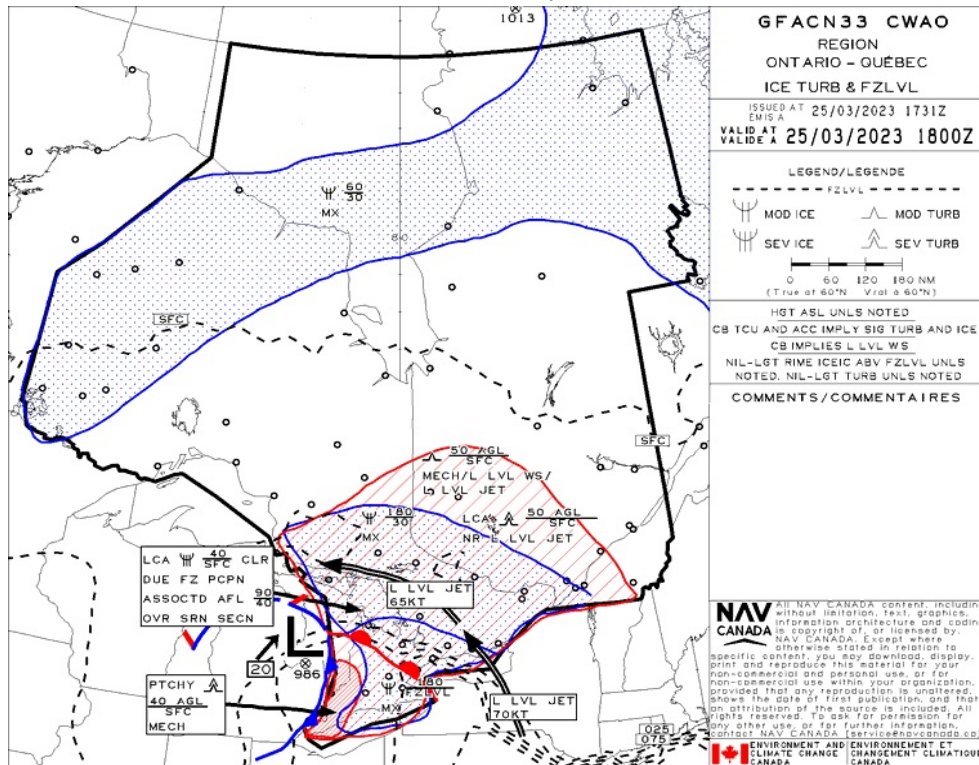 1013
GFACN33 CWAO
REGION
ONTARIO - QUÉBEC
ICE TURB & FZLVL
ISSUED AT
ÉMIS A
25/03/2023 1731Z
VALID AT
VALIDE A
25/03/2023 1800Z
LEGEND/LÉGENDE
FZLVL
MOD ICE
MOD TURB
SEV ICE
SEV TURB
0 60 120 180 NM
(True at 60°N Vrai à 60°N)
HGT ASL UNLS NOTED
CB TCU AND ACC IMPLY SIG TURB AND ICE
CB IMPLIES L LVL WS
NIL-LGT RIME ICEIC ABV FZLVL UNLS
NOTED. NIL-LGT TURB UNLS NOTED
COMMENTS/COMMENTAIRES
60
30
MX
80
SFC
SFC
50 AGL
SFC
MECH/L LVL WS/
L LVL JET
LCA
50 AGL
SFC
NR L LVL JET
180
30
MX
LCA 40 CLR
SFC
DUE FZ PCPN
ASSOCTD AFL 90
40
OVR SRN SECN
L LVL JET
65KT
L
986
20
PTCHY
40 AGL
SFC
MECH
180
FZLVL
MX
L LVL JET
70KT
025
075
NAV
CANADA
All NAV CANADA content, including
without limitation, text, graphics,
information architecture and coding
is copyright of, or licensed by,
NAV CANADA. Except where
otherwise stated in relation to
specific content, you may download, display,
print and reproduce this material for your
non-commercial and personal use, or for
non-commercial use within your organization,
provided that any reproduction is unaltered,
shows the date of first publication, and that
an attribution of the source is included. All
rights reserved. To ask for permission for
any other use, or for further information,
contact NAV CANADA [service@navcanada.ca]
ENVIRONMENT AND
CLIMATE CHANGE
CANADA
ENVIRONNEMENT ET
CHANGEMENT CLIMATIQUE
CANADA